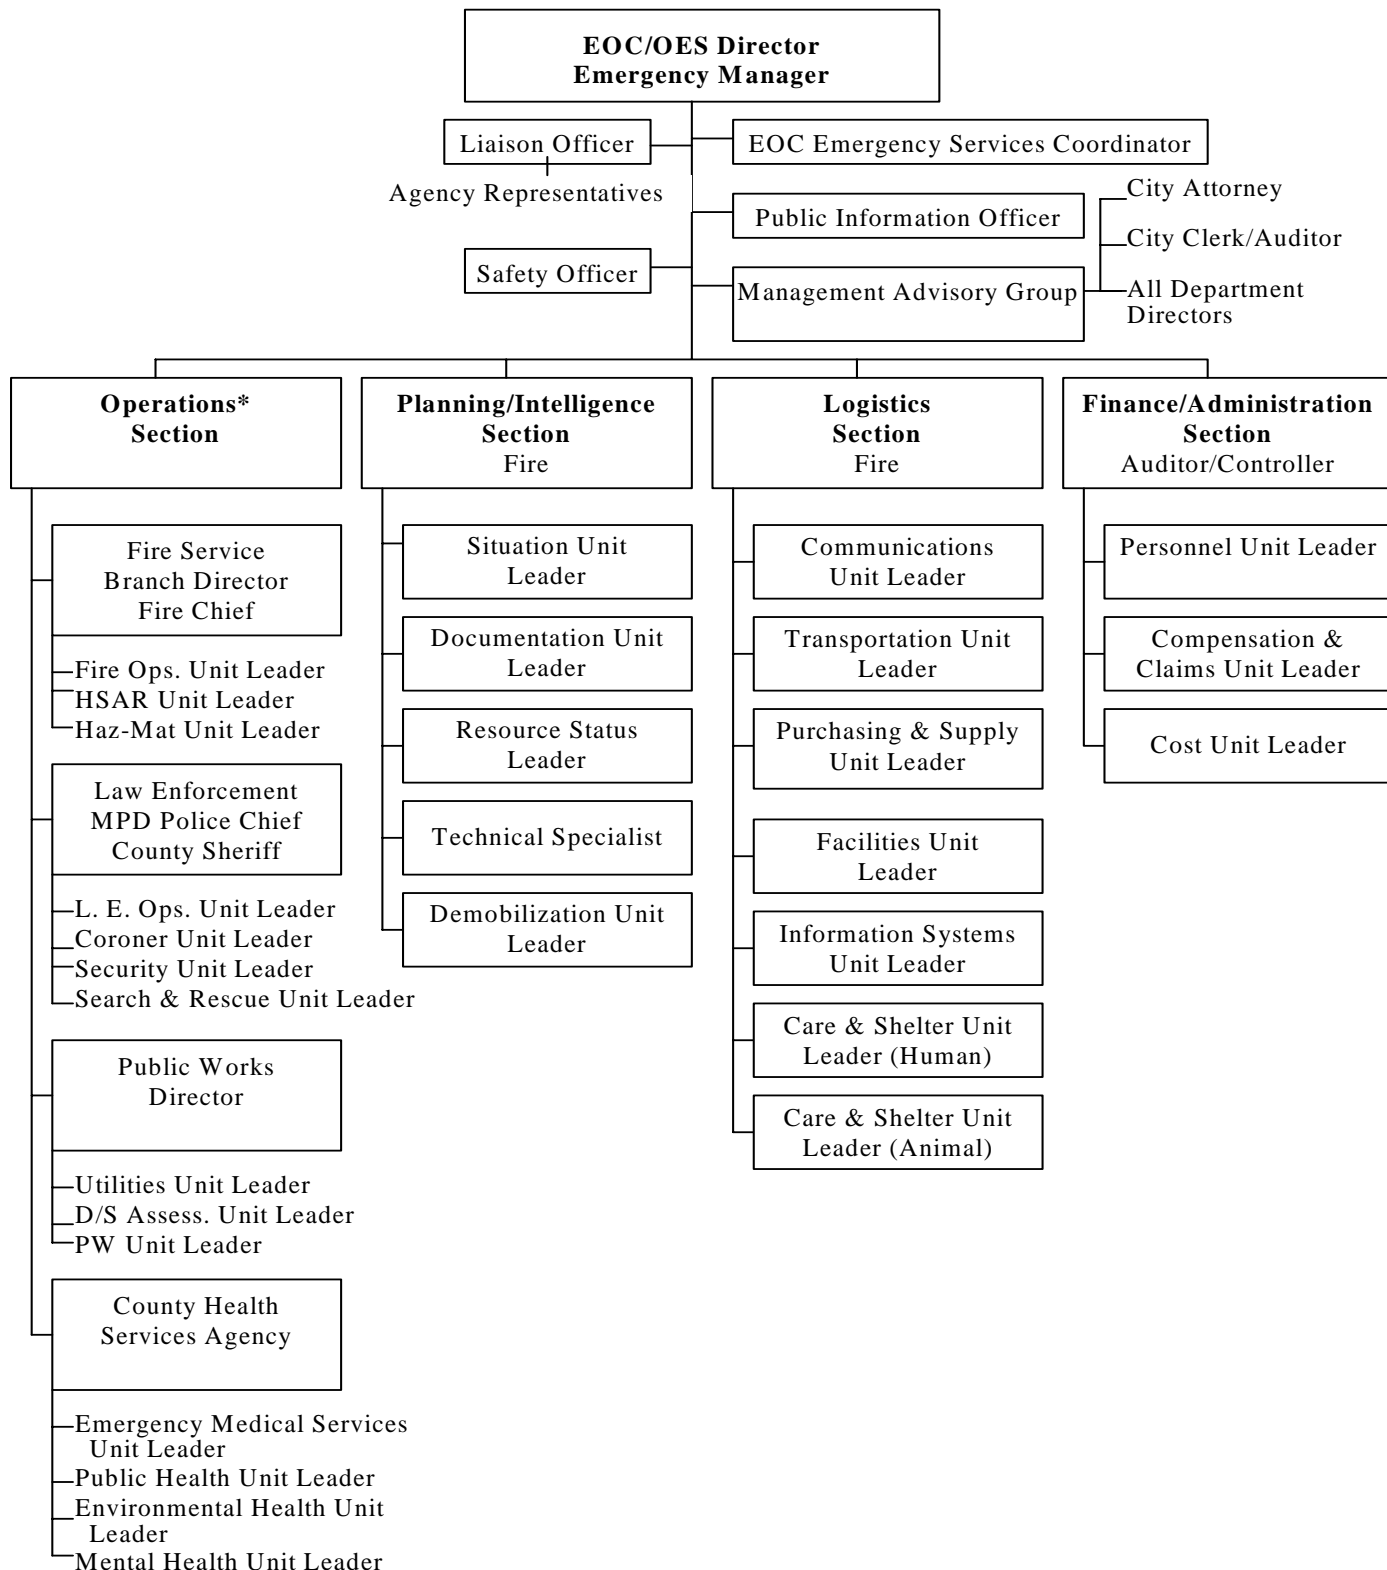 EOC/OES Director
Emergency Manager
Liaison Officer
EOC Emergency Services Coordinator
Agency Representatives
City Attorney
Public Information Officer
City Clerk/Auditor
Safety Officer
Management Advisory Group
All Department
Directors
Operations*
Section
Planning/Intelligence
Section
Fire
Logistics
Section
Fire
Finance/Administration
Section
Auditor/Controller
Fire Service
Branch Director
Fire Chief
Fire Ops. Unit Leader
HSAR Unit Leader
Haz-Mat Unit Leader
Law Enforcement
MPD Police Chief
County Sheriff
L. E. Ops. Unit Leader
Coroner Unit Leader
Security Unit Leader
Search & Rescue Unit Leader
Public Works
Director
Utilities Unit Leader
D/S Assess. Unit Leader
PW Unit Leader
County Health
Services Agency
Emergency Medical Services
Unit Leader
Public Health Unit Leader
Environmental Health Unit
Leader
Mental Health Unit Leader
Situation Unit
Leader
Documentation Unit
Leader
Resource Status
Leader
Technical Specialist
Demobilization Unit
Leader
Communications
Unit Leader
Transportation Unit
Leader
Purchasing & Supply
Unit Leader
Facilities Unit
Leader
Information Systems
Unit Leader
Care & Shelter Unit
Leader (Human)
Care & Shelter Unit
Leader (Animal)
Personnel Unit Leader
Compensation &
Claims Unit Leader
Cost Unit Leader